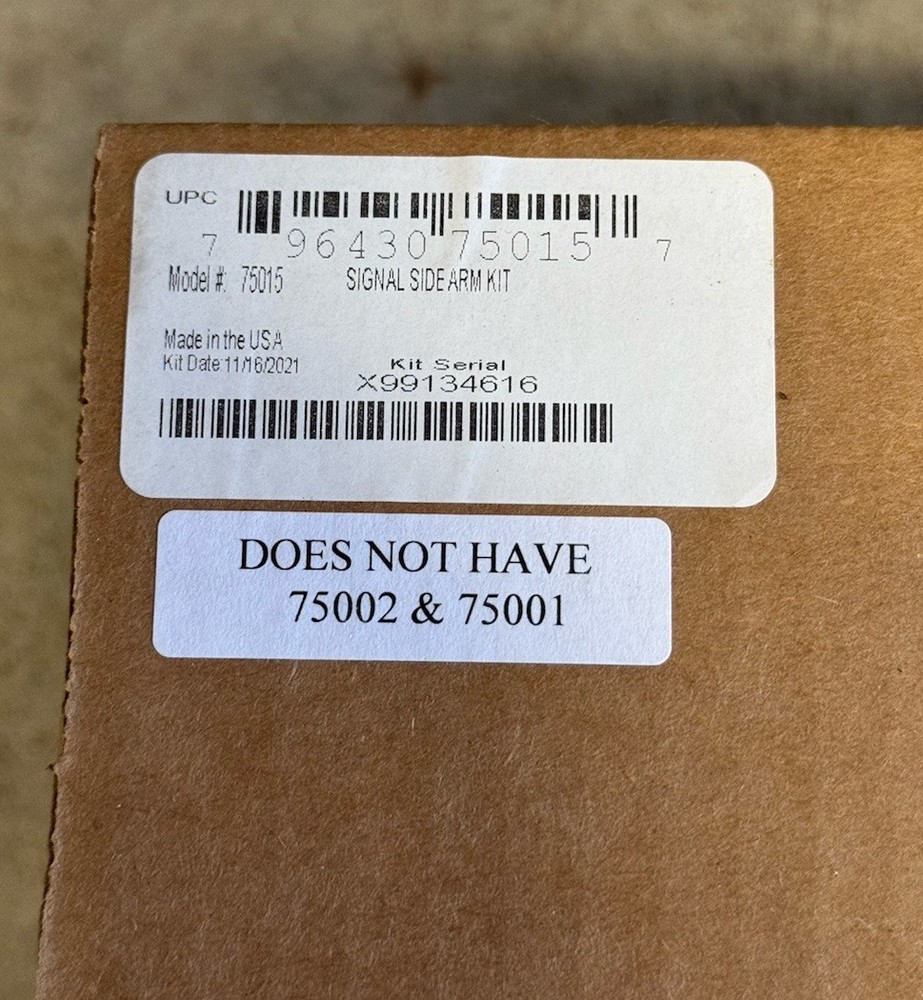 UPC
7 96430 75015 7
Model #: 75015 SIGNAL SIDE ARM KIT
Made in the USA
Kit Date:11/16/2021 Kit Serial
X99134616
DOES NOT HAVE
75002 & 75001